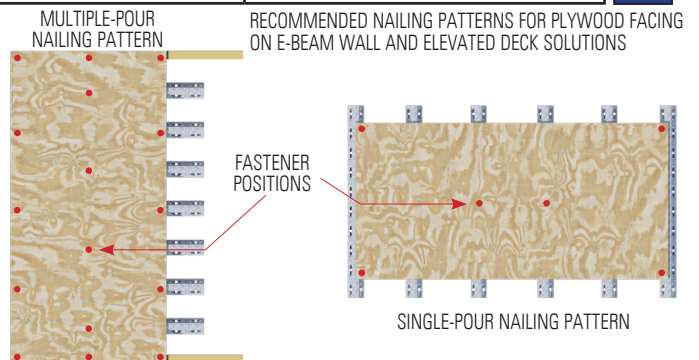 MULTIPLE-POUR
NAILING PATTERN
RECOMMENDED NAILING PATTERNS FOR PLYWOOD FACING
ON E-BEAM WALL AND ELEVATED DECK SOLUTIONS
FASTENER
POSITIONS
SINGLE-POUR NAILING PATTERN